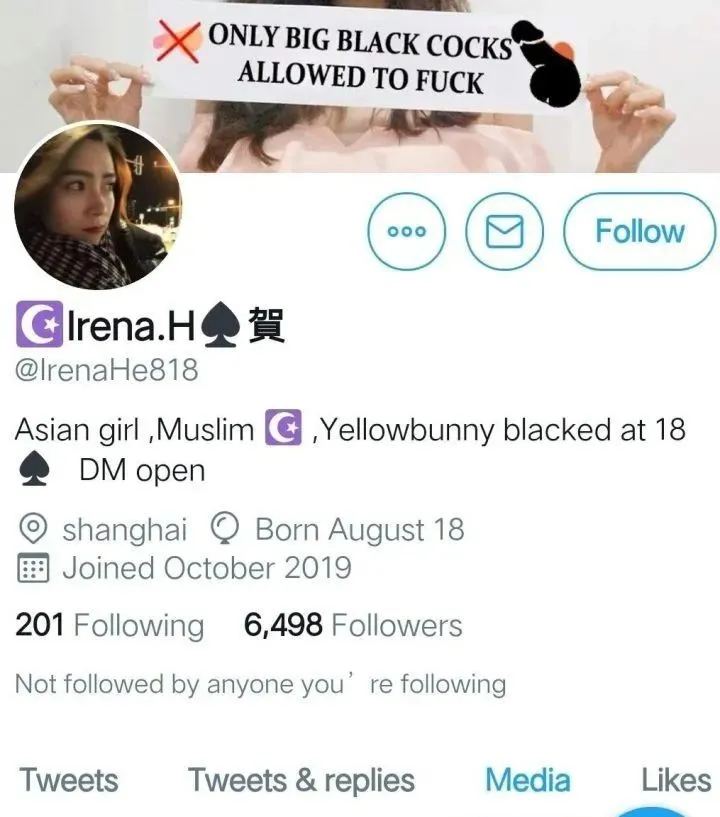 ONLY BIG BLACK COCKS
ALLOWED TO FUCK
Follow
☪Irena.H♠賀
@IrenaHe818
Asian girl ,Muslim ☪ ,Yellowbunny blacked at 18
♠ DM open
shanghai Born August 18
Joined October 2019
201 Following 6,498 Followers
Not followed by anyone you’ re following
Tweets Tweets & replies Media Likes